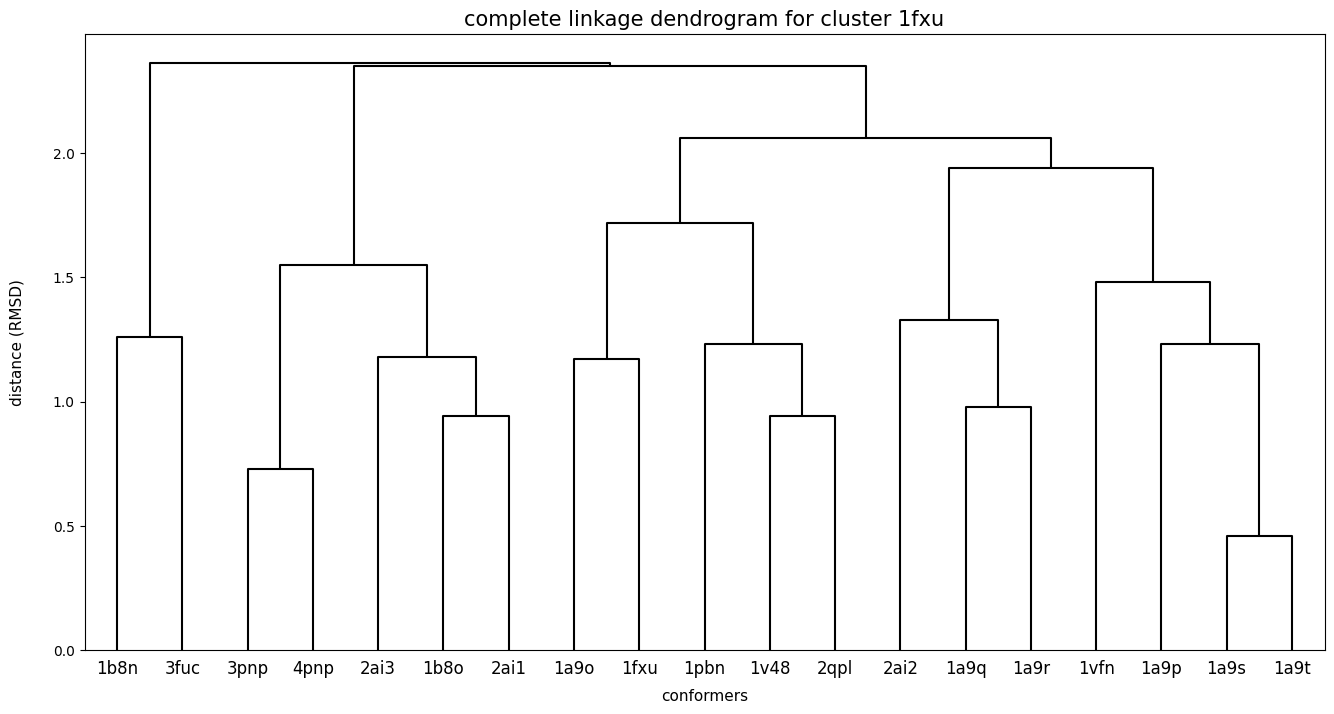 complete linkage dendrogram for cluster 1fxu
distance (RMSD)
2.0
1.5
1.0
0.5
0.0
1b8n 3fuc 3pnp 4pnp 2ai3 1b8o 2ai1 1a9o 1fxu 1pbn 1v48 2qpl 2ai2 1a9q 1a9r 1vfn 1a9p 1a9s 1a9t
conformers